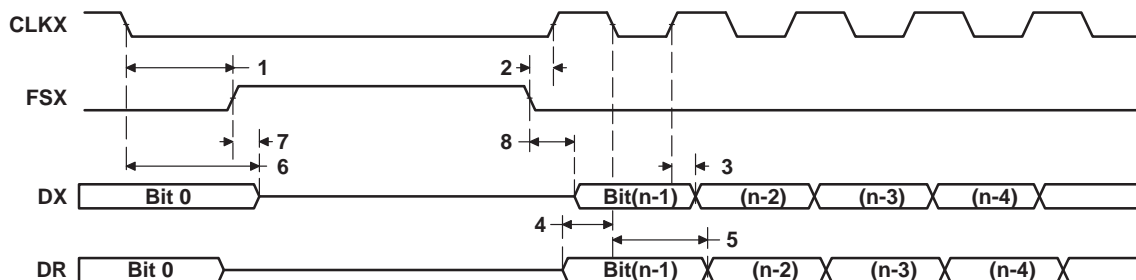 CLKX
1
2
FSX
7
8
6
3
DX
Bit 0
Bit(n-1)
(n-2)
(n-3)
(n-4)
4
5
DR
Bit 0
Bit(n-1)
(n-2)
(n-3)
(n-4)